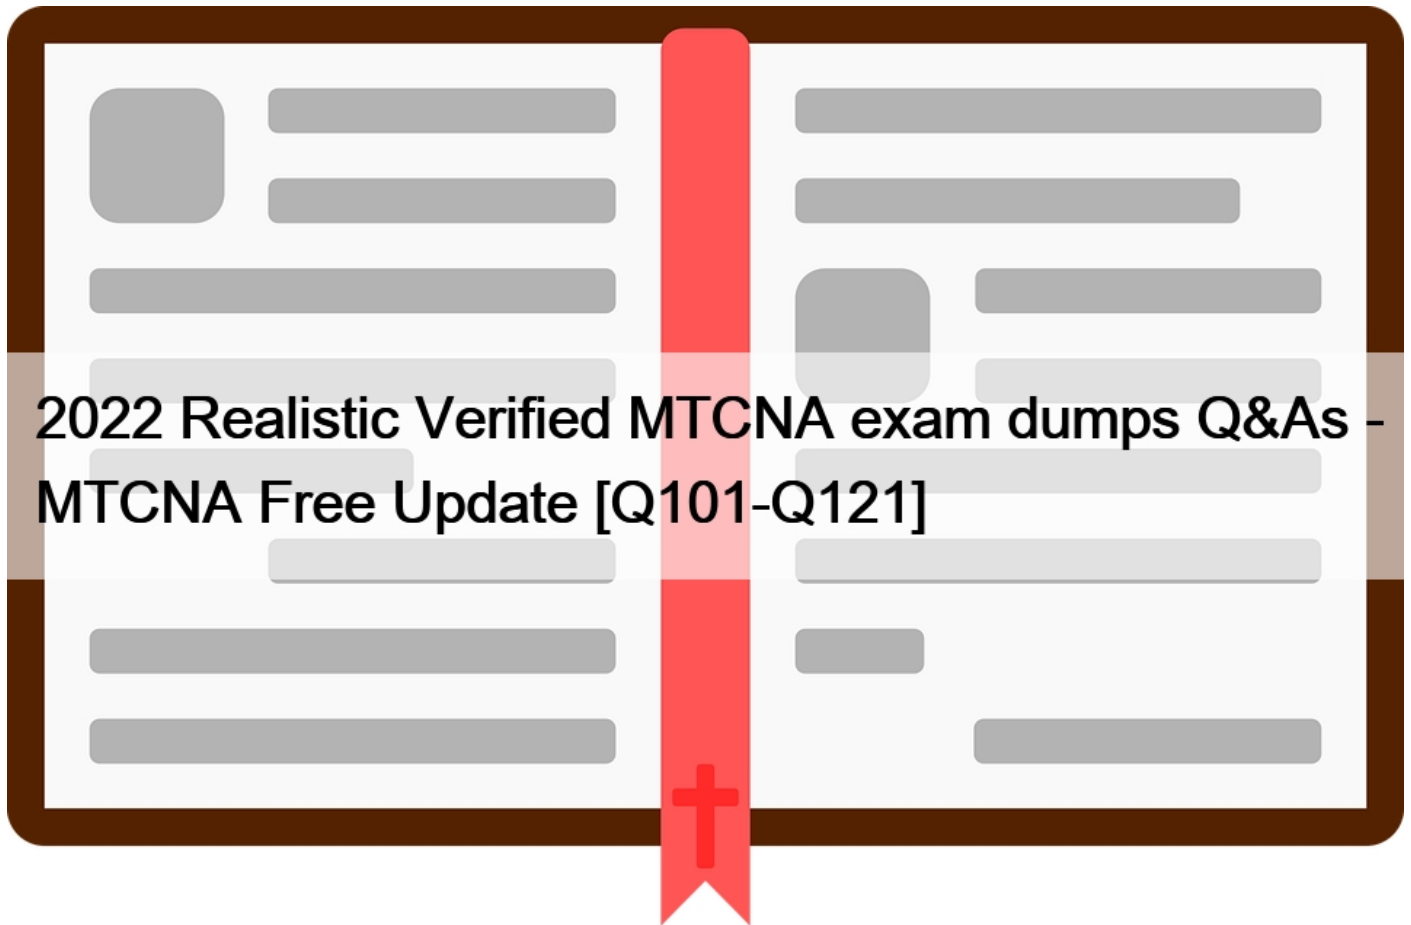 2022 Realistic Verified MTCNA exam dumps Q&As -
MTCNA Free Update [Q101-Q121]